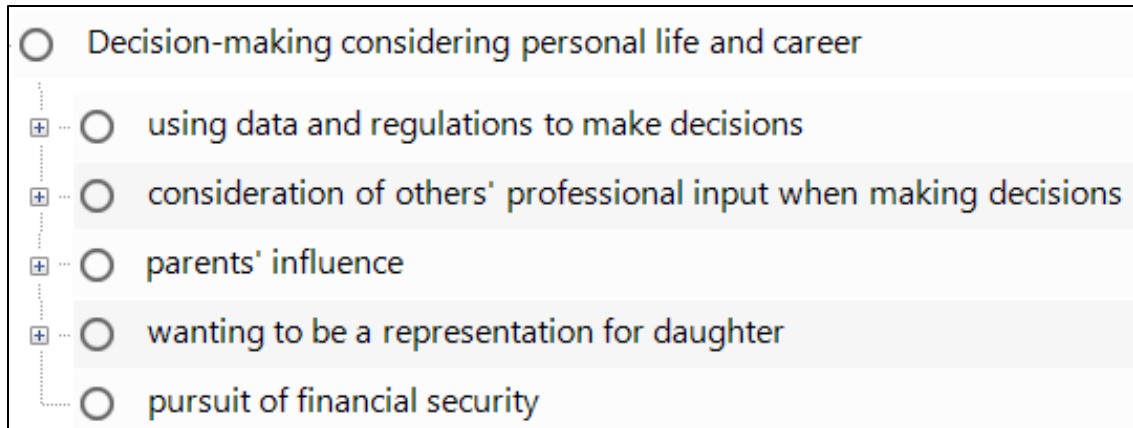 Decision-making considering personal life and career
using data and regulations to make decisions
consideration of others' professional input when making decisions
parents' influence
wanting to be a representation for daughter
pursuit of financial security